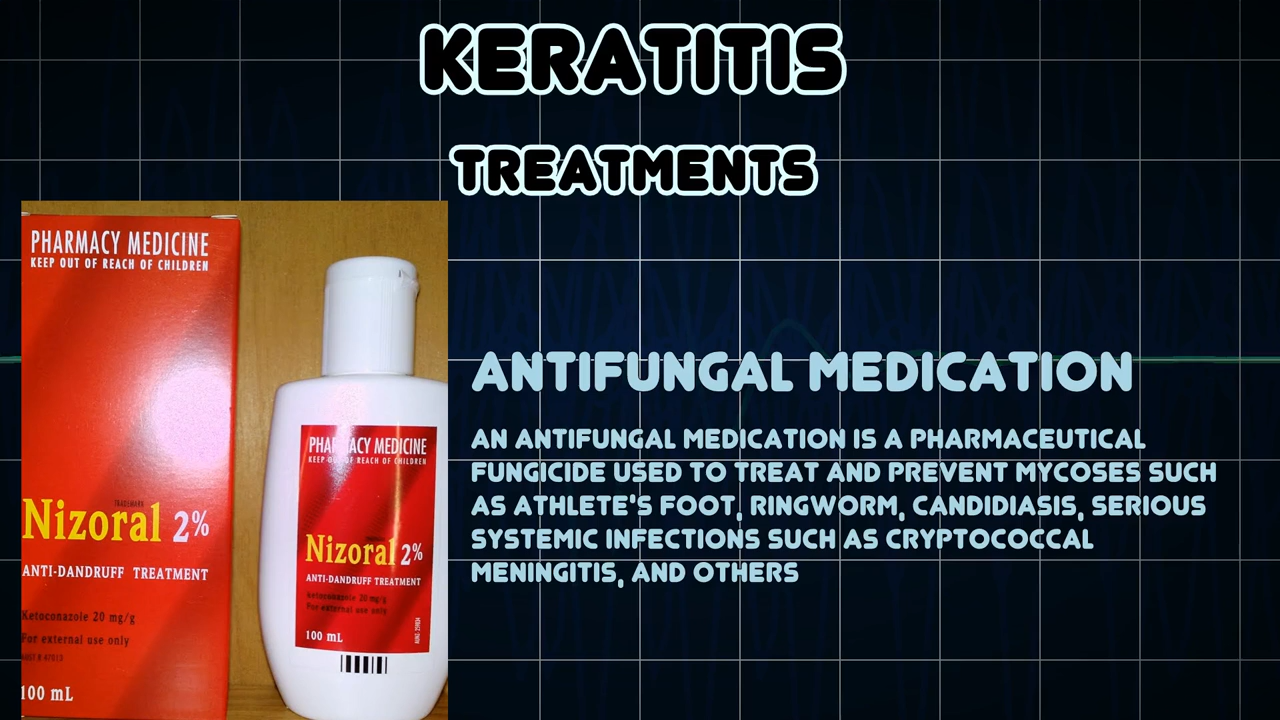 KERATITIS
TREATMENTS
PHARMACY MEDICINE
KEEP OUT OF REACH OF CHILDREN
TRADEMARK
Nizoral 2%
ANTI-DANDRUFF TREATMENT
Ketoconazole 20 mg/g
For external use only
100 mL
PHARMACY MEDICINE
KEEP OUT OF REACH OF CHILDREN
Nizoral 2%
ANTI-DANDRUFF TREATMENT
Ketoconazole 20 mg/g
For external use only
100 mL
ANTIFUNGAL MEDICATION
AN ANTIFUNGAL MEDICATION IS A PHARMACEUTICAL
FUNGICIDE USED TO TREAT AND PREVENT MYCOSES SUCH
AS ATHLETE'S FOOT, RINGWORM, CANDIDIASIS, SERIOUS
SYSTEMIC INFECTIONS SUCH AS CRYPTOCOCCAL
MENINGITIS, AND OTHERS